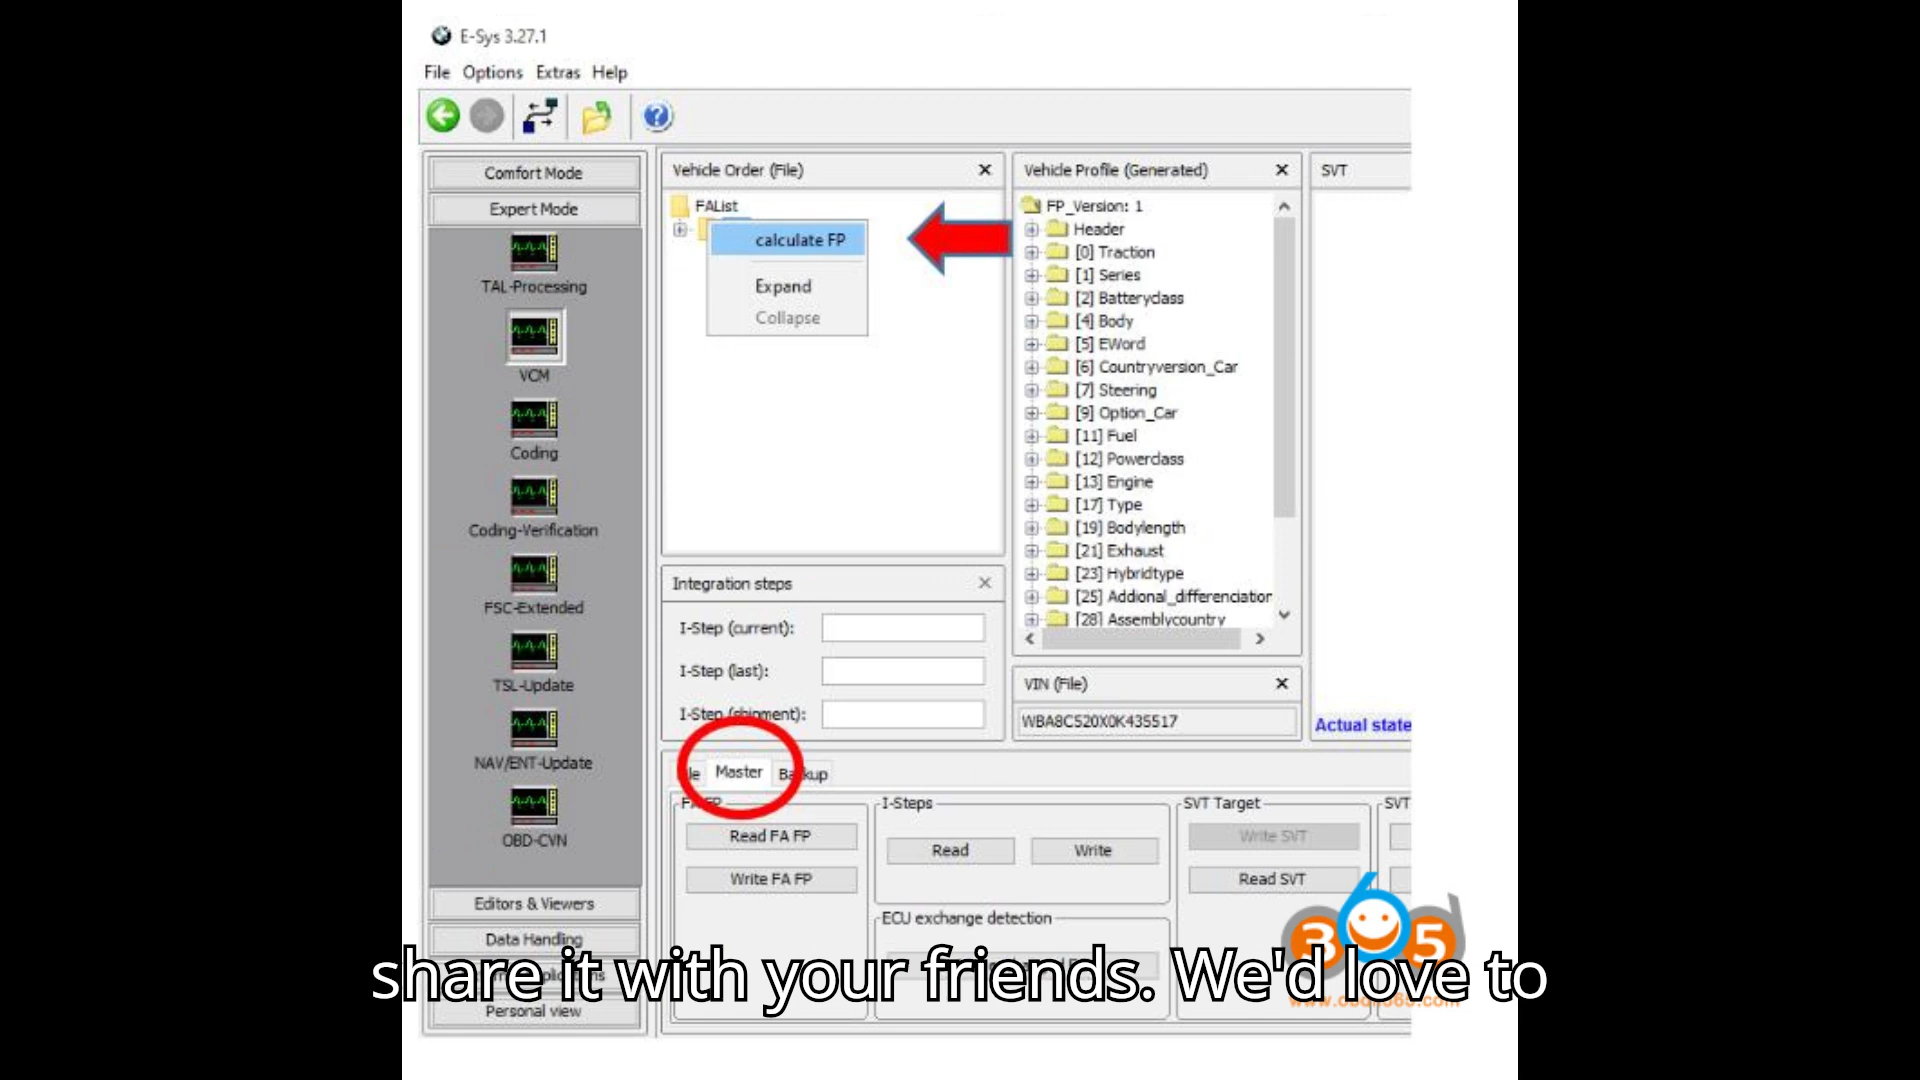 E-Sys 3.27.1
File Options Extras Help
Comfort Mode
Expert Mode
TAL-Processing
VCM
Coding
Coding-Verification
FSC-Extended
TSL-Update
NAV/ENT-Update
OBD-CVN
Editors & Viewers
Data Handling
Personal view
Vehicle Order (File)
FAList
calculate FP
Expand
Collapse
Integration steps
I-Step (current):
I-Step (last):
I-Step (shipment):
Vehicle Profile (Generated)
FP_Version: 1
Header
[0] Traction
[1] Series
[2] Batteryclass
[4] Body
[5] EWord
[6] Countryversion_Car
[7] Steering
[9] Option_Car
[11] Fuel
[12] Powerclass
[13] Engine
[17] Type
[19] Bodylength
[21] Exhaust
[23] Hybridtype
[25] Addional_differenciation
[28] Assemblycountry
VIN (File)
WBA8C520X0K435517
SVT
Actual state
Master Backup
FA FP
Read FA FP
Write FA FP
I-Steps
Read Write
ECU exchange detection
SVT Target
Write SVT
Read SVT
SVT
365
share it with your friends. We'd love to